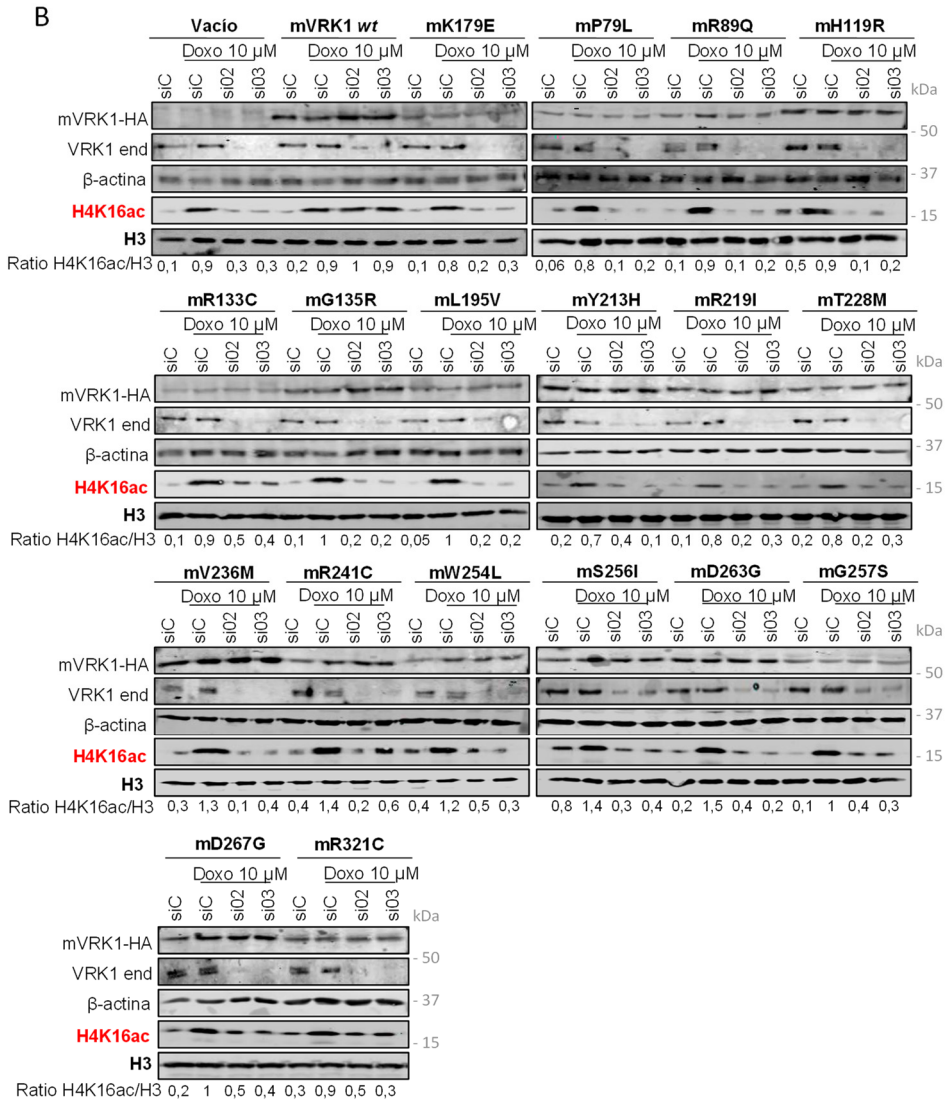 B
Vacío mVRK1 wt mK179E mP79L mR89Q mH119R
Doxo 10 µM Doxo 10 µM Doxo 10 µM Doxo 10 µM Doxo 10 µM Doxo 10 µM
siC siC si02 si03 siC siC si02 si03 siC siC si02 si03 siC siC si02 si03 siC siC si02 si03 siC siC si02 si03
kDa
mVRK1-HA
- 50
VRK1 end
β-actina - 37
H4K16ac - 15
H3
Ratio H4K16ac/H3 0,1 0,9 0,3 0,3 0,2 0,9 1 0,9 0,1 0,8 0,2 0,3 0,06 0,8 0,1 0,2 0,1 0,9 0,1 0,2 0,5 0,9 0,1 0,2
mR133C mG135R mL195V mY213H mR219I mT228M
Doxo 10 µM Doxo 10 µM Doxo 10 µM Doxo 10 µM Doxo 10 µM Doxo 10 µM
siC siC si02 si03 siC siC si02 si03 siC siC si02 si03 siC siC si02 si03 siC siC si02 si03 siC siC si02 si03
kDa
mVRK1-HA
- 50
VRK1 end
β-actina - 37
H4K16ac - 15
H3
Ratio H4K16ac/H3 0,1 0,9 0,5 0,4 0,1 1 0,2 0,2 0,05 1 0,2 0,2 0,2 0,7 0,4 0,1 0,1 0,8 0,2 0,3 0,2 0,8 0,2 0,3
mV236M mR241C mW254L mS256I mD263G mG257S
Doxo 10 µM Doxo 10 µM Doxo 10 µM Doxo 10 µM Doxo 10 µM Doxo 10 µM
siC siC si02 si03 siC siC si02 si03 siC siC si02 si03 siC siC si02 si03 siC siC si02 si03 siC siC si02 si03
kDa
mVRK1-HA
- 50
VRK1 end
β-actina - 37
H4K16ac - 15
H3
Ratio H4K16ac/H3 0,3 1,3 0,1 0,4 0,4 1,4 0,2 0,6 0,4 1,2 0,5 0,3 0,8 1,4 0,3 0,4 0,2 1,5 0,4 0,2 0,1 1 0,4 0,3
mD267G mR321C
Doxo 10 µM Doxo 10 µM
siC siC si02 si03 siC siC si02 si03
kDa
mVRK1-HA
- 50
VRK1 end
β-actina - 37
H4K16ac - 15
H3
Ratio H4K16ac/H3 0,2 1 0,5 0,4 0,3 0,9 0,5 0,3